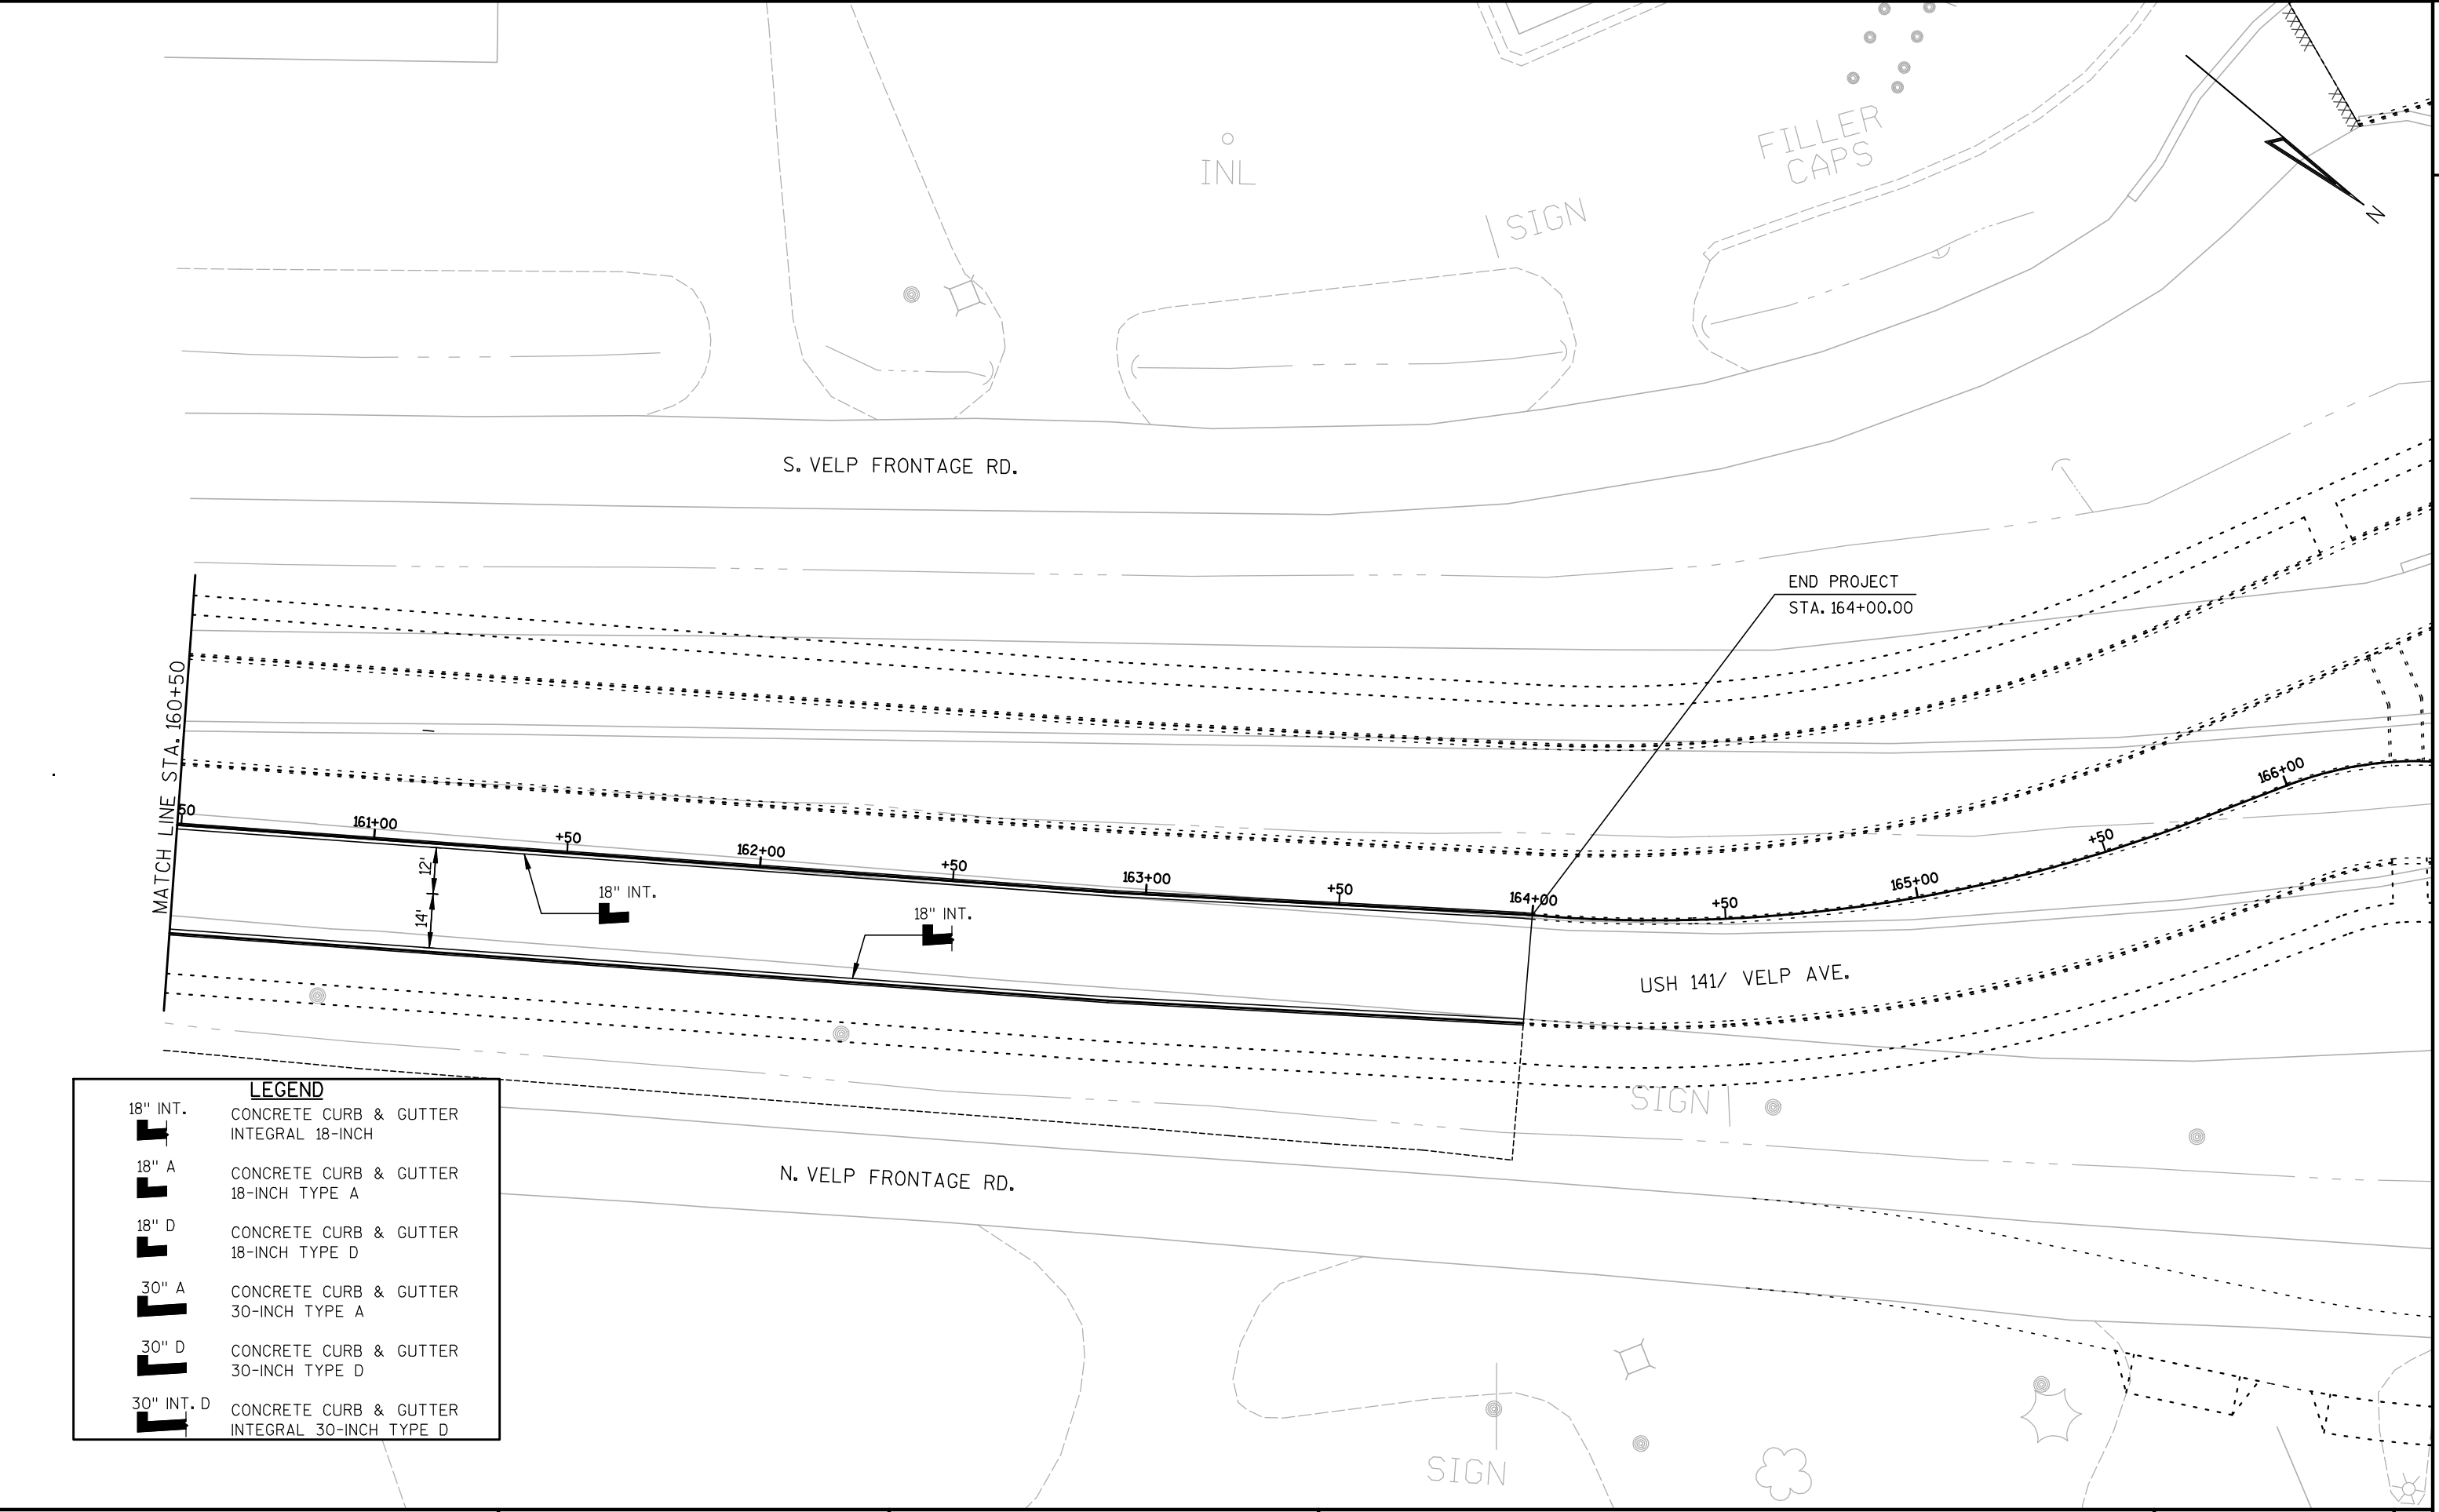 FILLER
CAPS
INL
SIGN
N
S. VELP FRONTAGE RD.
END PROJECT
STA. 164+00.00
MATCH LINE STA. 160+50
50
161+00
+50
162+00
+50
163+00
+50
164+00
+50
165+00
+50
166+00
12'
14'
18" INT.
18" INT.
USH 141/ VELP AVE.
SIGN
N. VELP FRONTAGE RD.
SIGN
LEGEND
18" INT. CONCRETE CURB & GUTTER
INTEGRAL 18-INCH
18" A CONCRETE CURB & GUTTER
18-INCH TYPE A
18" D CONCRETE CURB & GUTTER
18-INCH TYPE D
30" A CONCRETE CURB & GUTTER
30-INCH TYPE A
30" D CONCRETE CURB & GUTTER
30-INCH TYPE D
30" INT. D CONCRETE CURB & GUTTER
INTEGRAL 30-INCH TYPE D